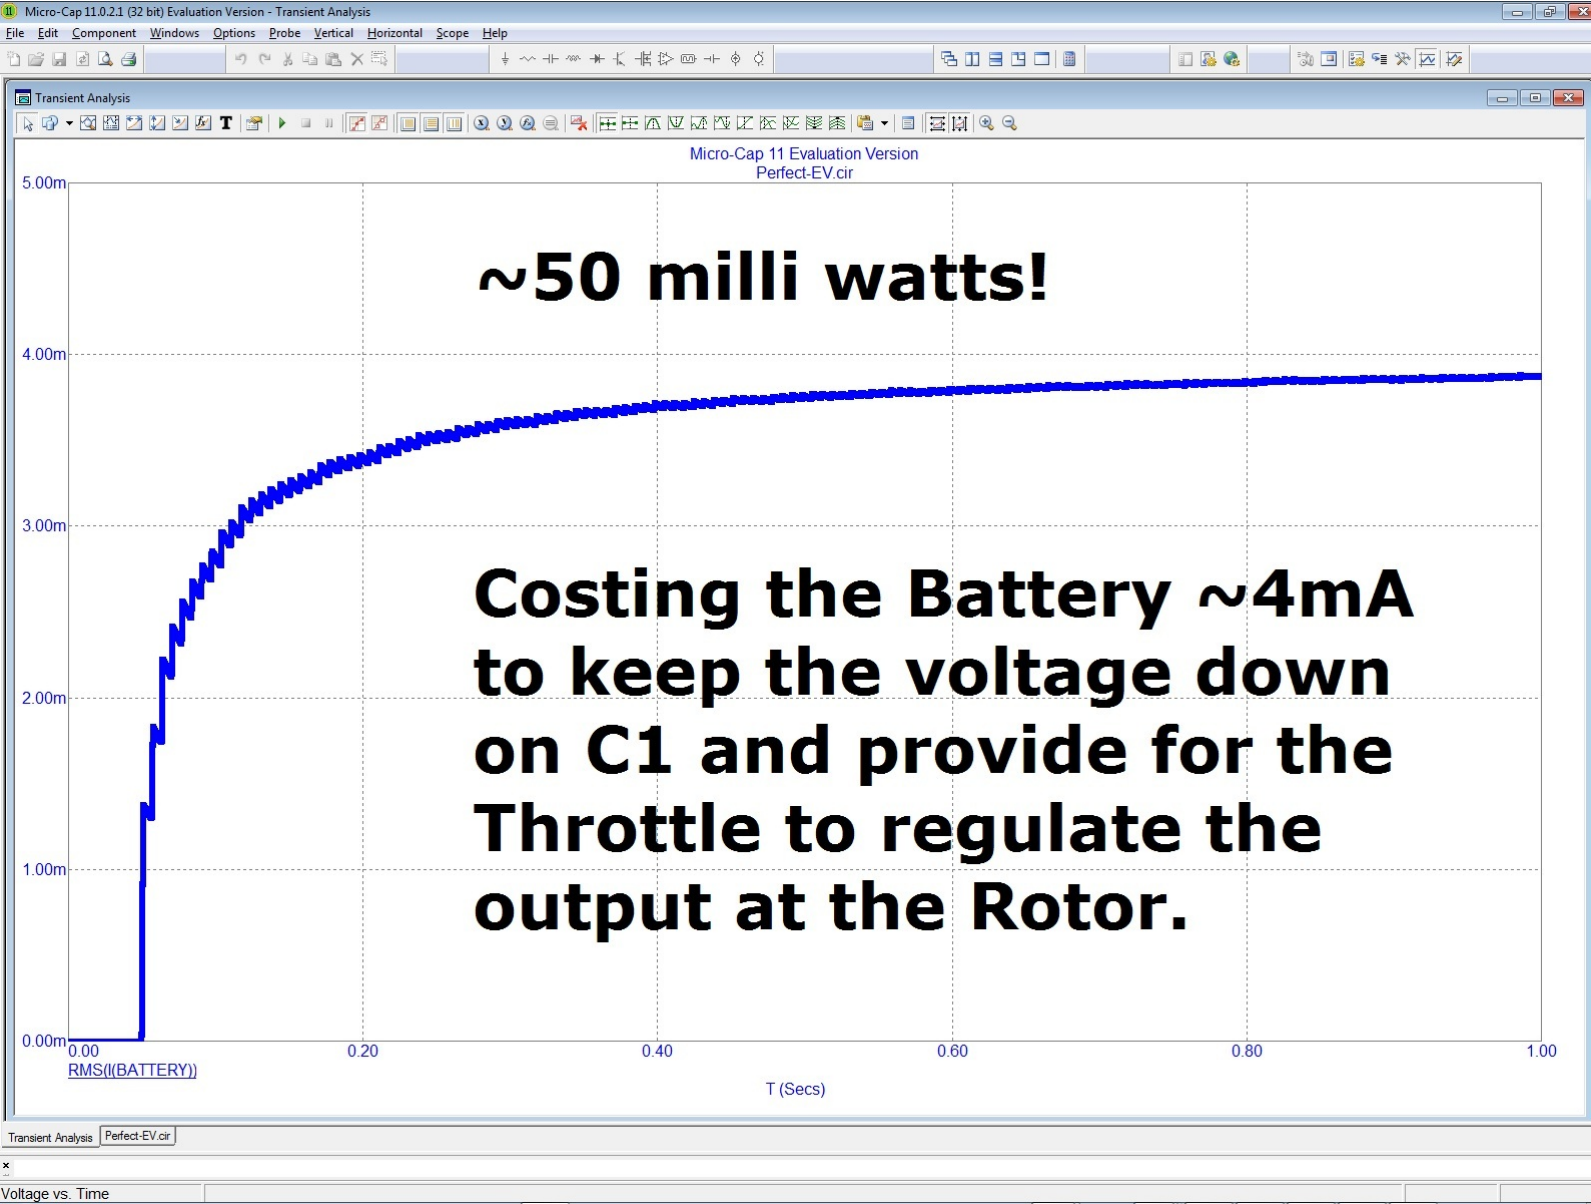 Micro-Cap 11.0.2.1 (32 bit) Evaluation Version - Transient Analysis
File Edit Component Windows Options Probe Vertical Horizontal Scope Help
Transient Analysis
T
Micro-Cap 11 Evaluation Version
Perfect-EV.cir
5.00m
~50 milli watts!
4.00m
3.00m
Costing the Battery ~4mA
to keep the voltage down
2.00m
on C1 and provide for the
Throttle to regulate the
1.00m
output at the Rotor.
0.00m
0.00 0.20 0.40 0.60 0.80 1.00
RMS(I(BATTERY))
T (Secs)
Transient Analysis Perfect-EV.cir
Voltage vs. Time